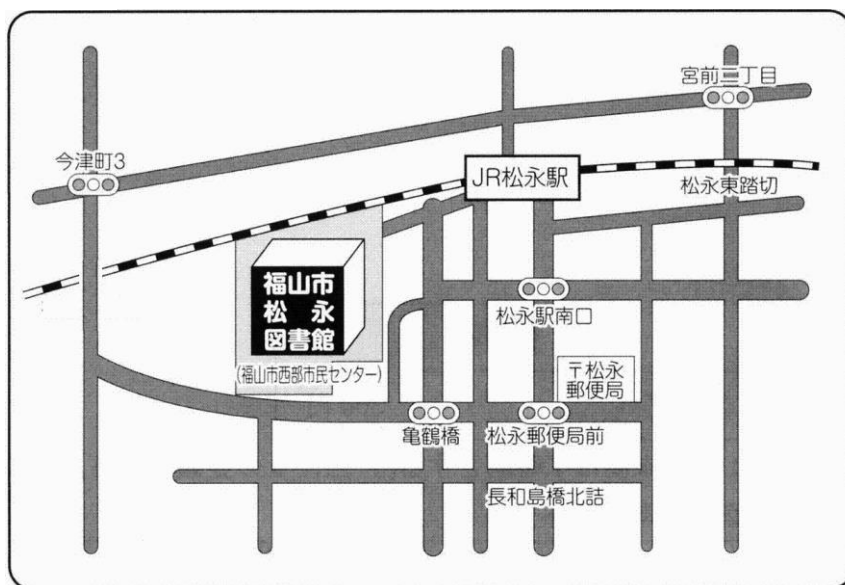 宮前三丁目
今津町3
JR松永駅
松永東踏切
福山市
松永
図書館
(福山市西部市民センター)
松永駅南口
〒松永
郵便局
亀鶴橋
松永郵便局前
長和島橋北詰